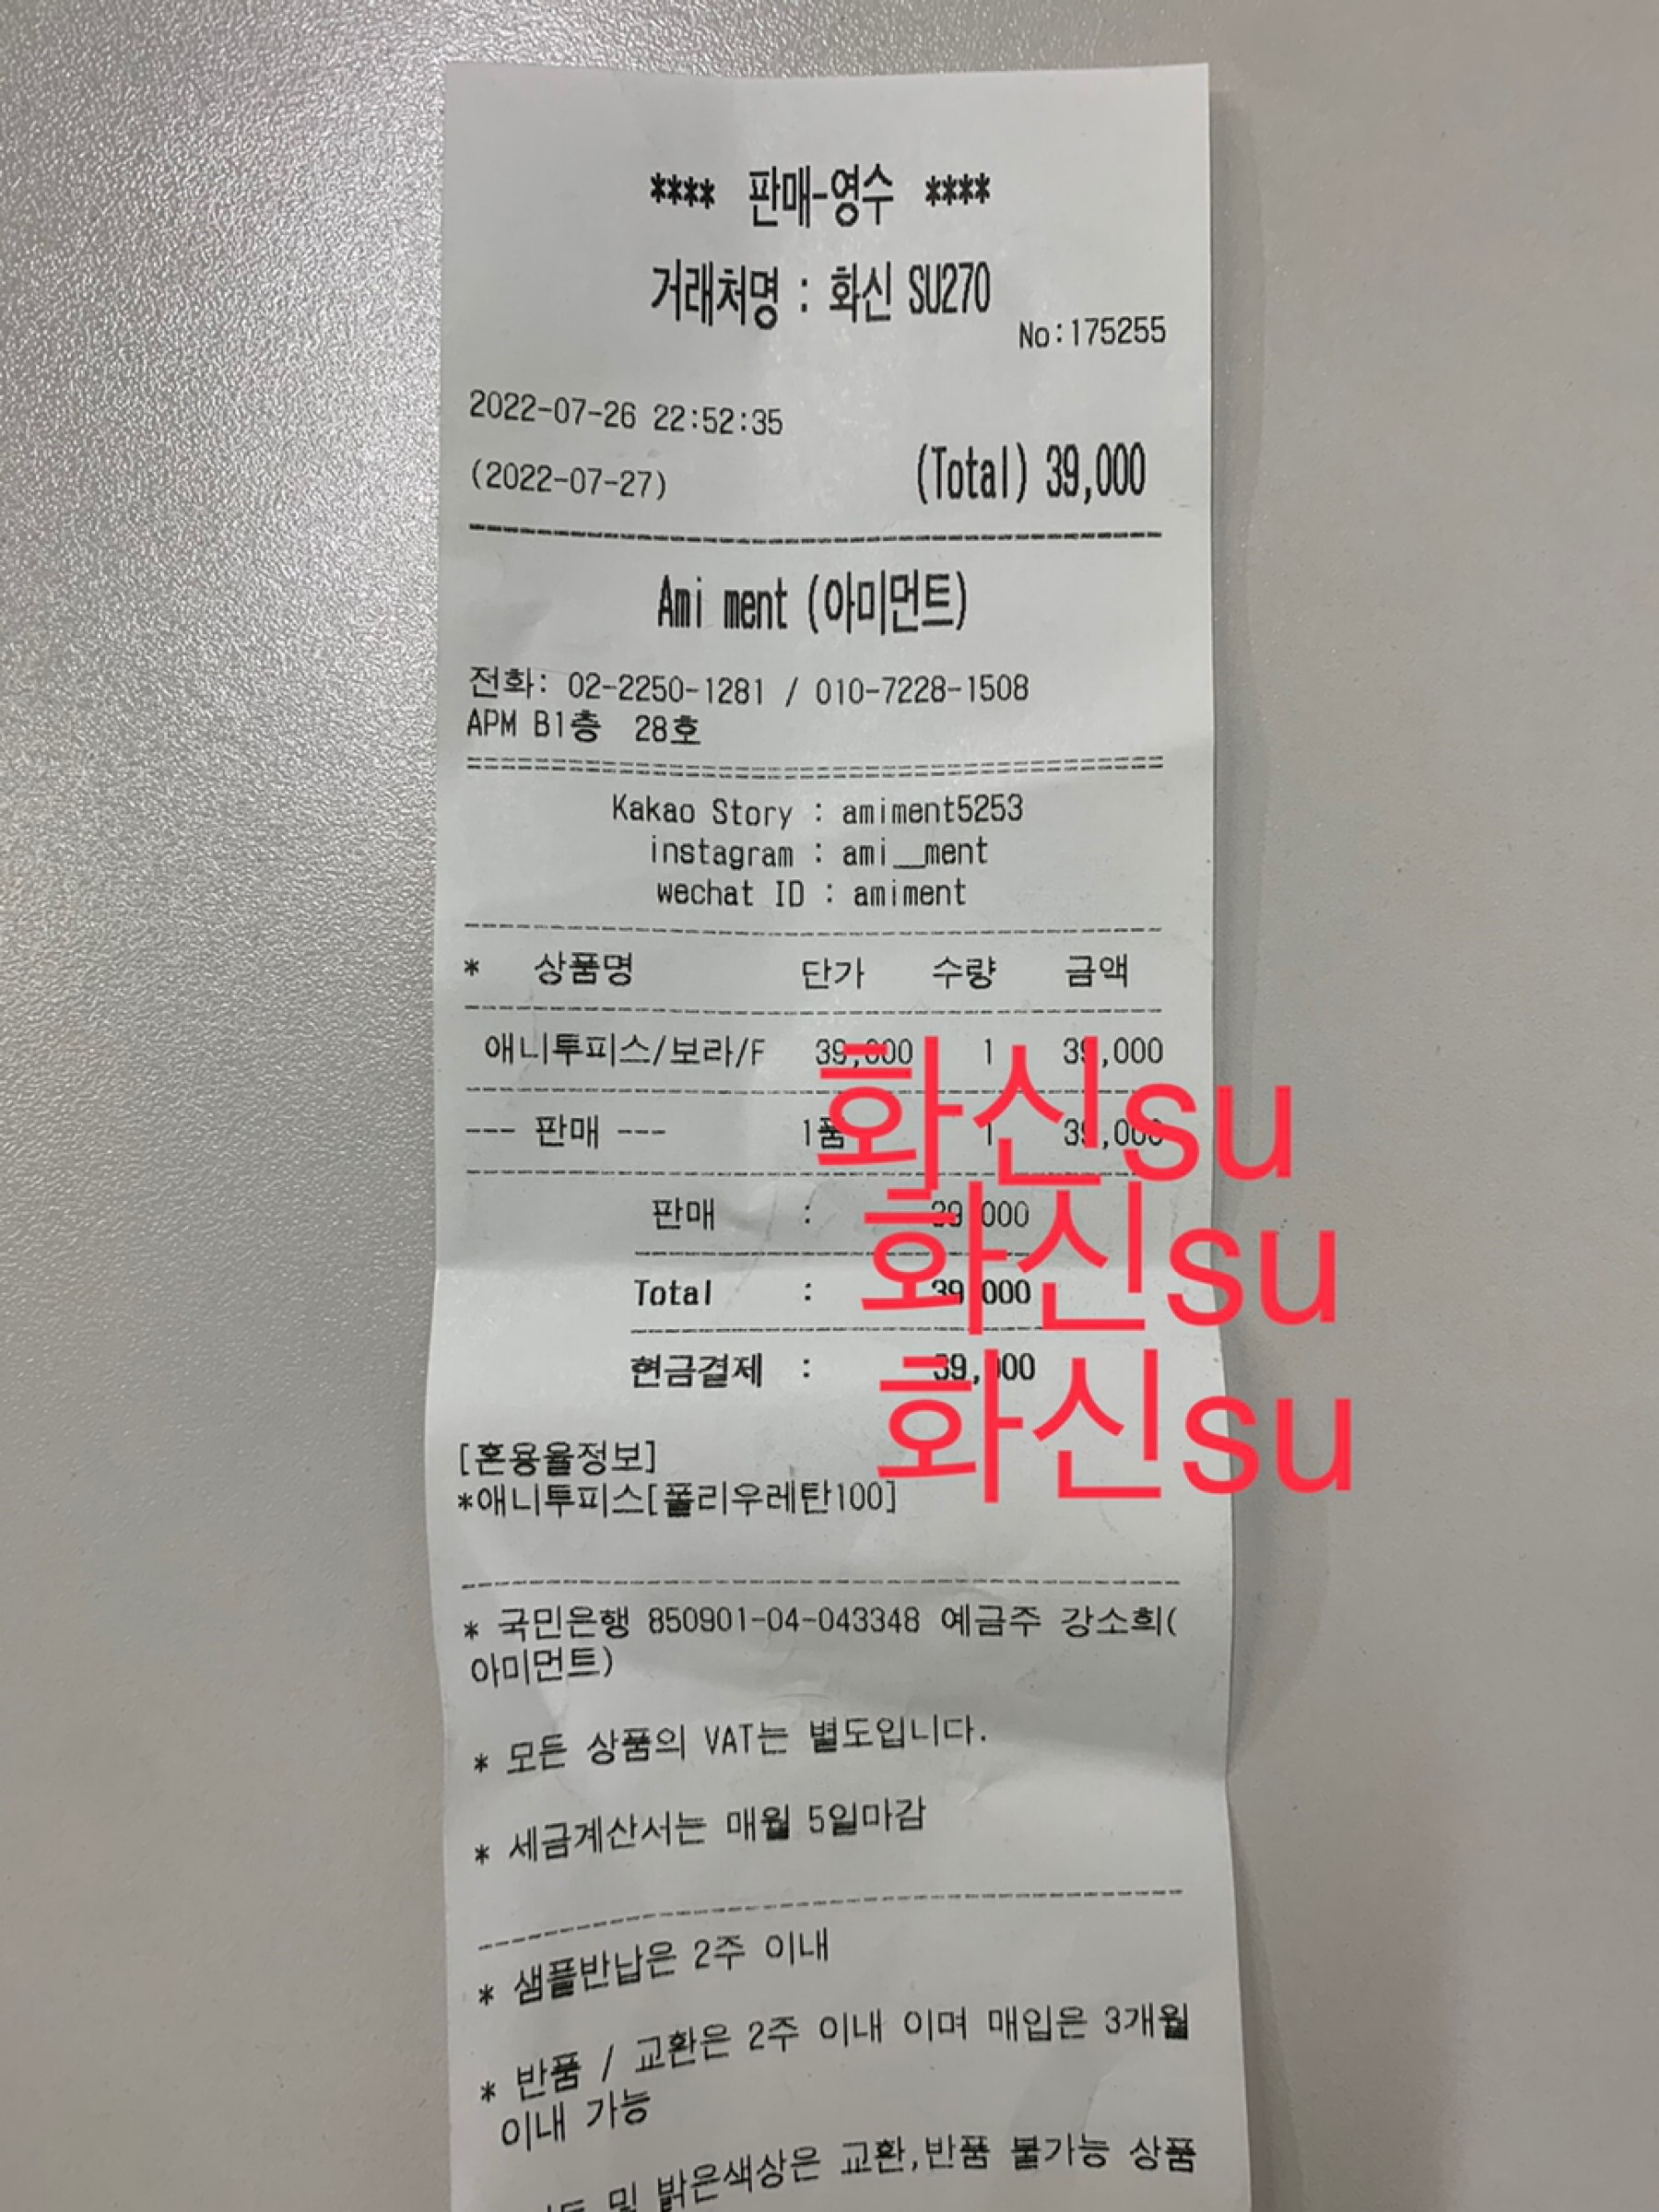 **** 판매-영수 ****
거래처명 : 화신 SU270
No:175255
2022-07-26 22:52:35
(2022-07-27)
(Total) 39,000
Ami ment (아미먼트)
전화: 02-2250-1281 / 010-7228-1508
APM B1층 28호
Kakao Story : amiment5253
instagram : ami__ment
wechat ID : amiment
* 상품명 단가 수량 금액
애니투피스/보라/F 39,000 1 39,000
--- 판매 --- 1품 1 39,000
화신su
판매 : 39,000
화신su
Total : 39,000
현금결제 : 39,000
화신su
[혼용율정보]
*애니투피스[폴리우레탄100]
* 국민은행 850901-04-043348 예금주 강소희(
아미먼트)
* 모든 상품의 VAT는 별도입니다.
* 세금계산서는 매월 5일마감
* 샘플반납은 2주 이내
* 반품 / 교환은 2주 이내 이며 매입은 3개월
이내 가능
및 밝은색상은 교환,반품 불가능 상품